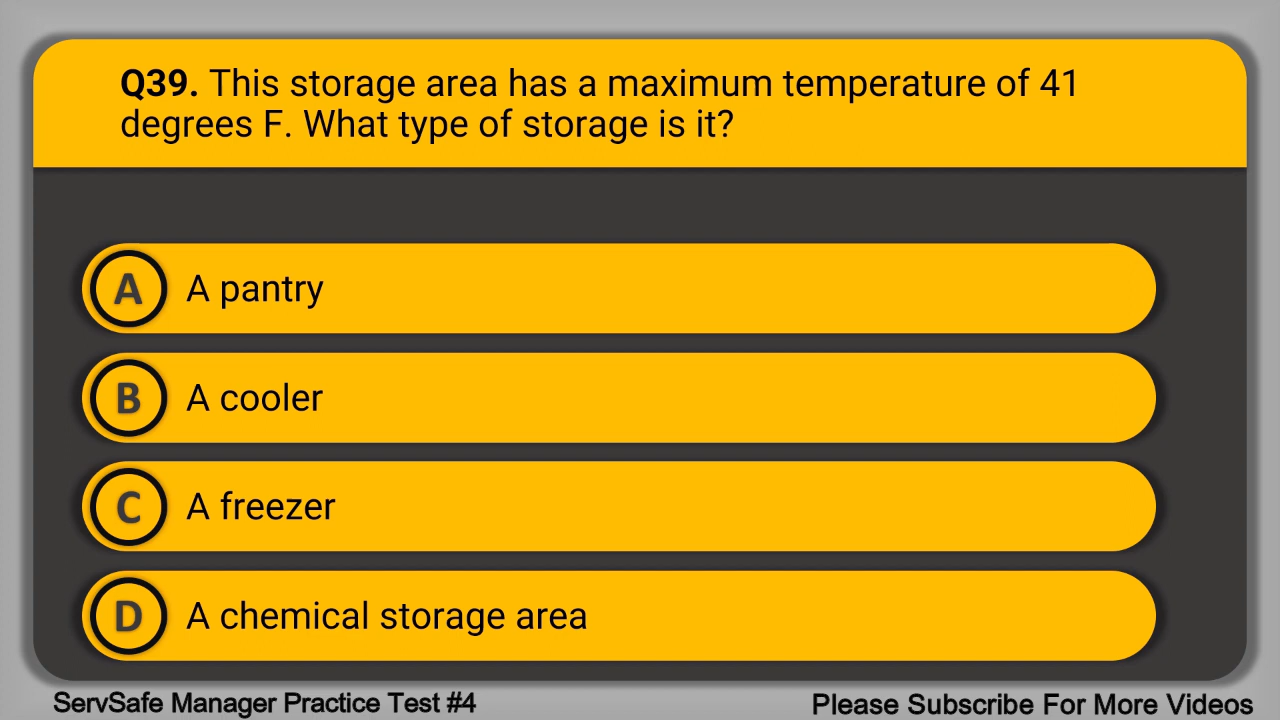 Q39. This storage area has a maximum temperature of 41
degrees F. What type of storage is it?
A A pantry
B A cooler
C A freezer
D A chemical storage area
ServSafe Manager Practice Test #4
Please Subscribe For More Videos